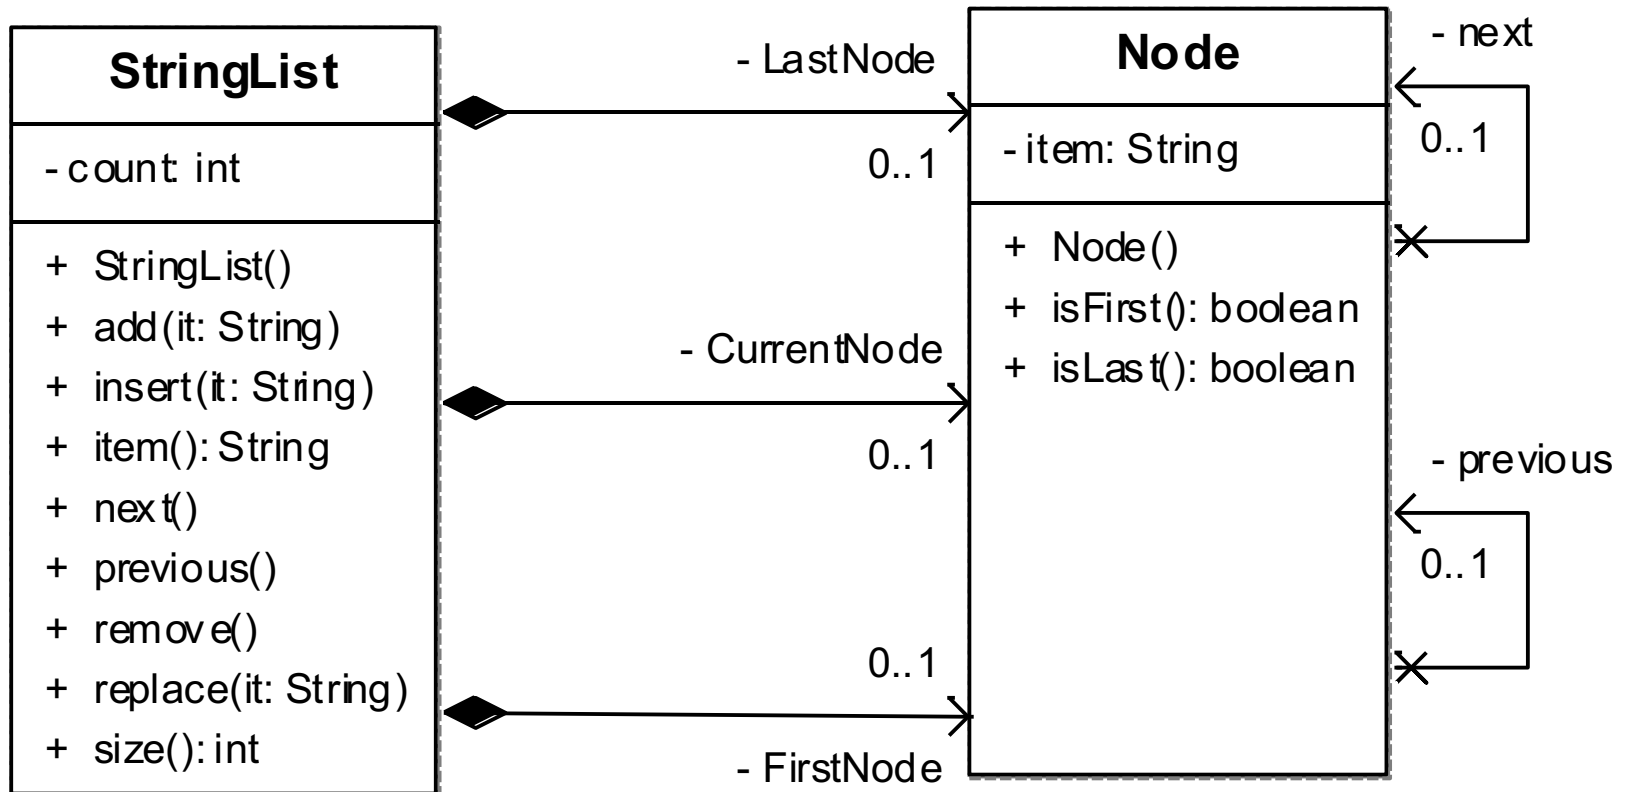 StringList
- count: int
+ StringList()
+ add(it: String)
+ insert(it: String)
+ item(): String
+ next()
+ previous()
+ remove()
+ replace(it: String)
+ size(): int
- LastNode
0..1
- CurrentNode
0..1
0..1
- FirstNode
Node
- item: String
+ Node()
+ isFirst(): boolean
+ isLast(): boolean
- next
0..1
- previous
0..1